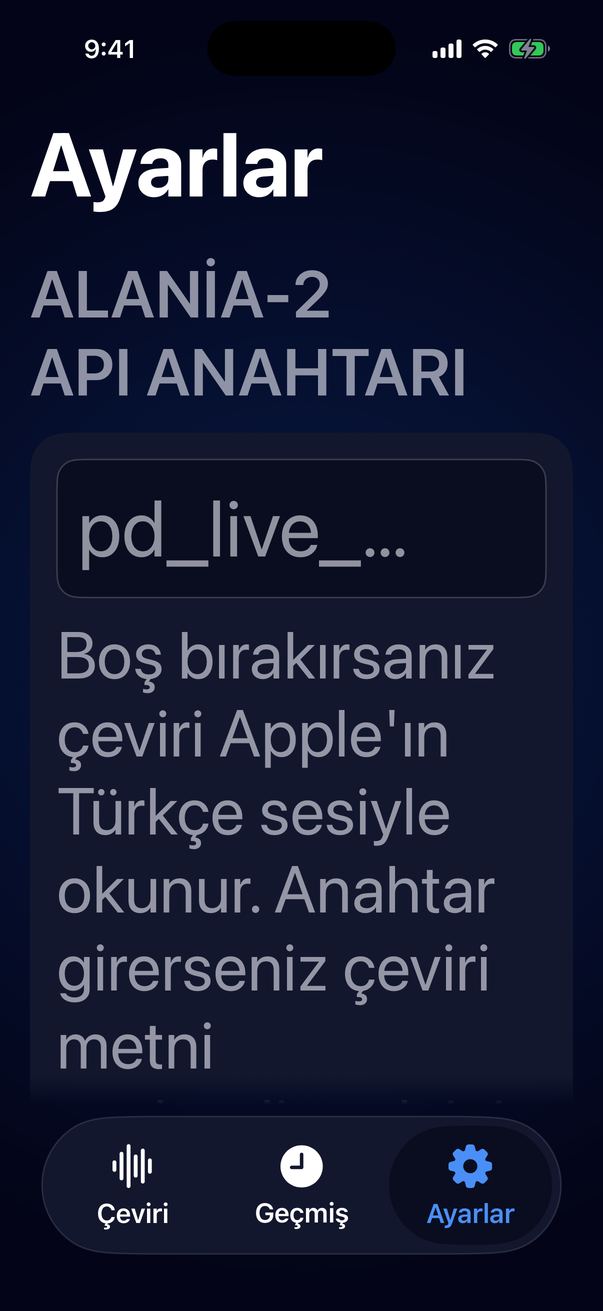 9:41
Ayarlar
ALANİA-2
API ANAHTARI
pd_live_...
Boş bırakırsanız
çeviri Apple'ın
Türkçe sesiyle
okunur. Anahtar
girerseniz çeviri
metni
Çeviri
Geçmiş
Ayarlar